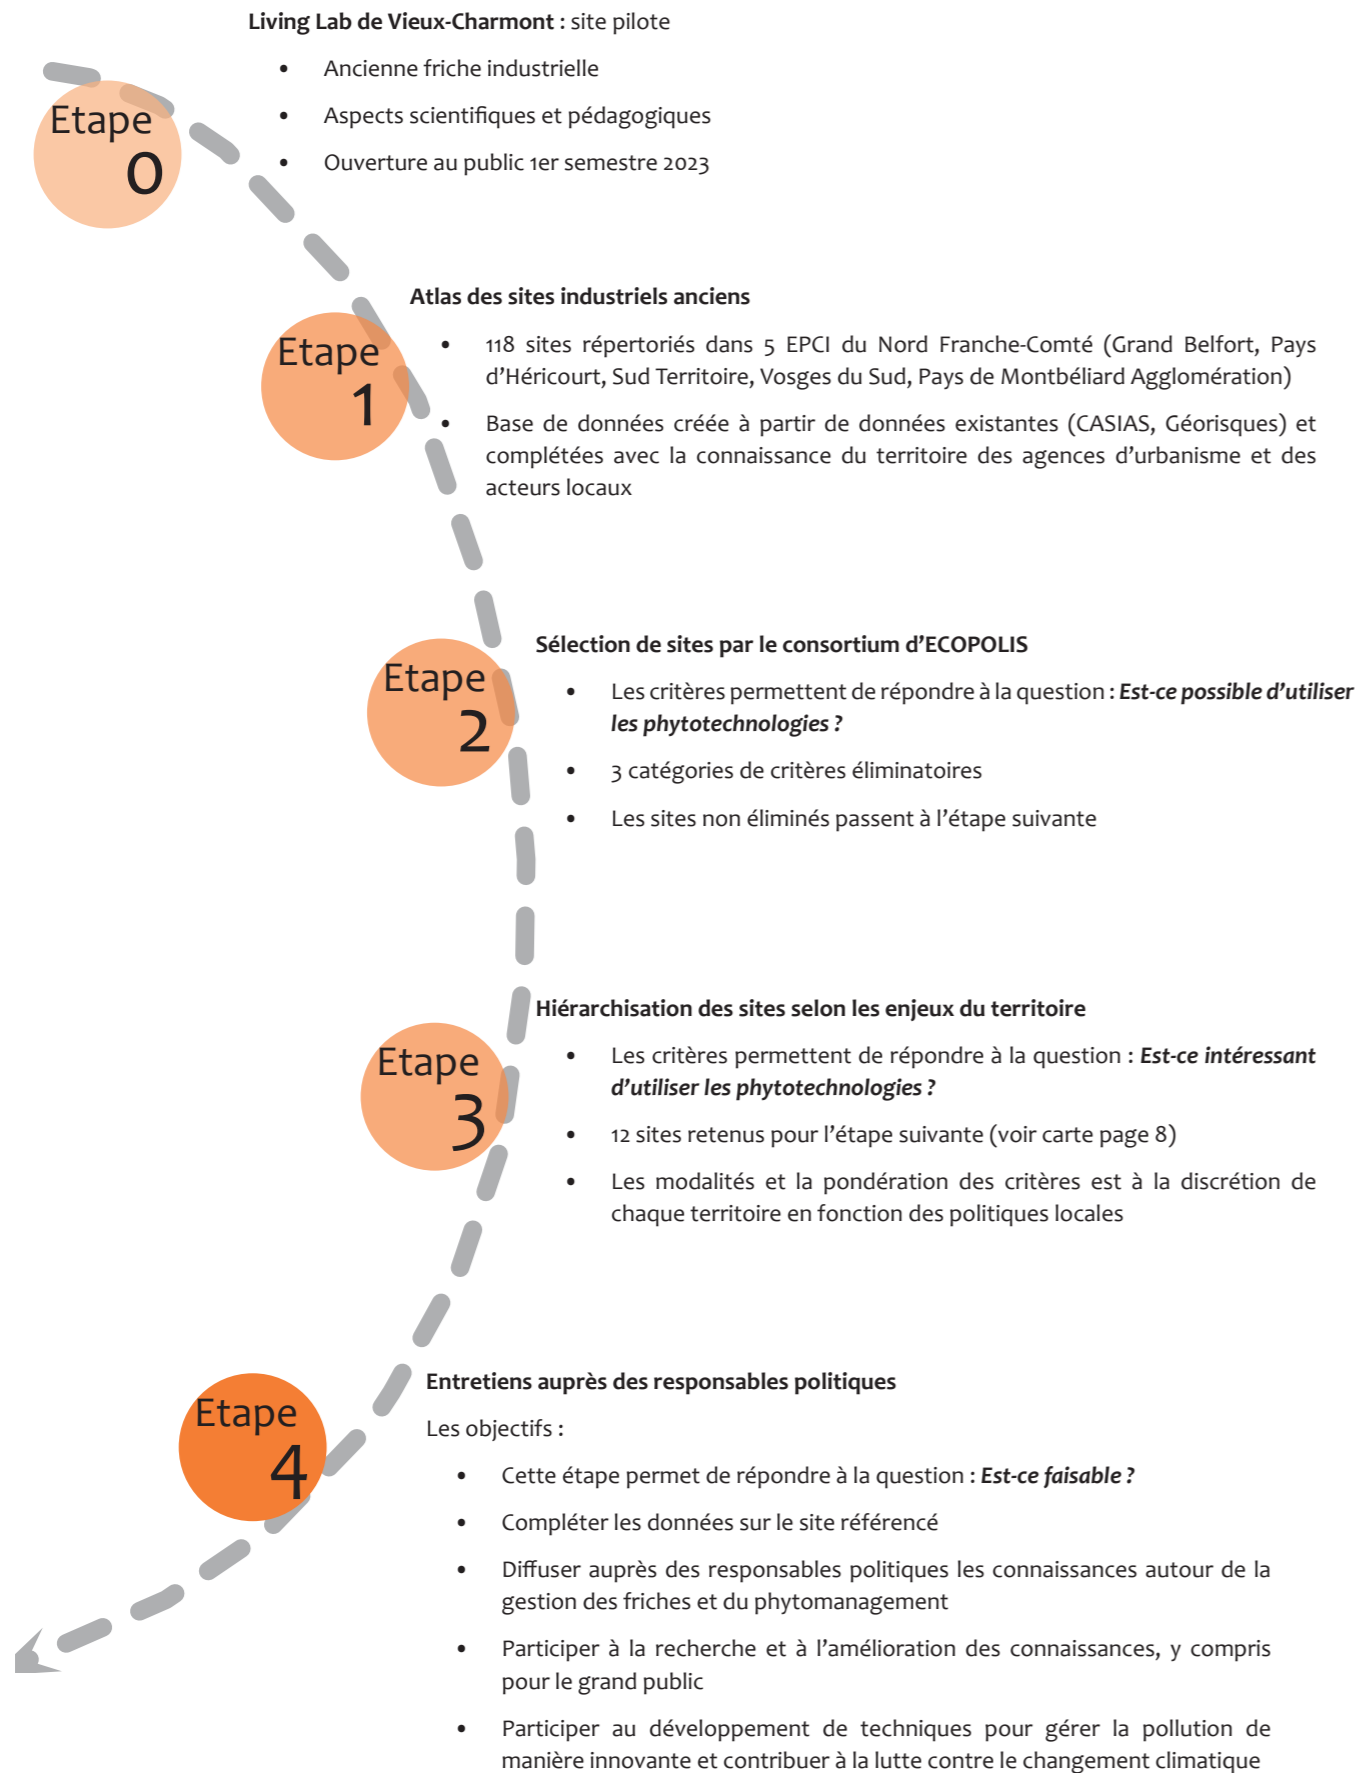 Living Lab de Vieux-Charmont : site pilote
• Ancienne friche industrielle
• Aspects scientifiques et pédagogiques
• Ouverture au public 1er semestre 2023
Etape
0
Atlas des sites industriels anciens
• 118 sites répertoriés dans 5 EPCI du Nord Franche-Comté (Grand Belfort, Pays
d’Héricourt, Sud Territoire, Vosges du Sud, Pays de Montbéliard Agglomération)
• Base de données créée à partir de données existantes (CASIAS, Géorisques) et
complétées avec la connaissance du territoire des agences d’urbanisme et des
acteurs locaux
Etape
1
Sélection de sites par le consortium d’ECOPOLIS
• Les critères permettent de répondre à la question : Est-ce possible d’utiliser
les phytotechnologies ?
• 3 catégories de critères éliminatoires
• Les sites non éliminés passent à l’étape suivante
Etape
2
Hiérarchisation des sites selon les enjeux du territoire
• Les critères permettent de répondre à la question : Est-ce intéressant
d’utiliser les phytotechnologies ?
• 12 sites retenus pour l’étape suivante (voir carte page 8)
• Les modalités et la pondération des critères est à la discrétion de
chaque territoire en fonction des politiques locales
Etape
3
Entretiens auprès des responsables politiques
Les objectifs :
• Cette étape permet de répondre à la question : Est-ce faisable ?
• Compléter les données sur le site référencé
• Diffuser auprès des responsables politiques les connaissances autour de la
gestion des friches et du phytomanagement
• Participer à la recherche et à l’amélioration des connaissances, y compris
pour le grand public
• Participer au développement de techniques pour gérer la pollution de
manière innovante et contribuer à la lutte contre le changement climatique
Etape
4